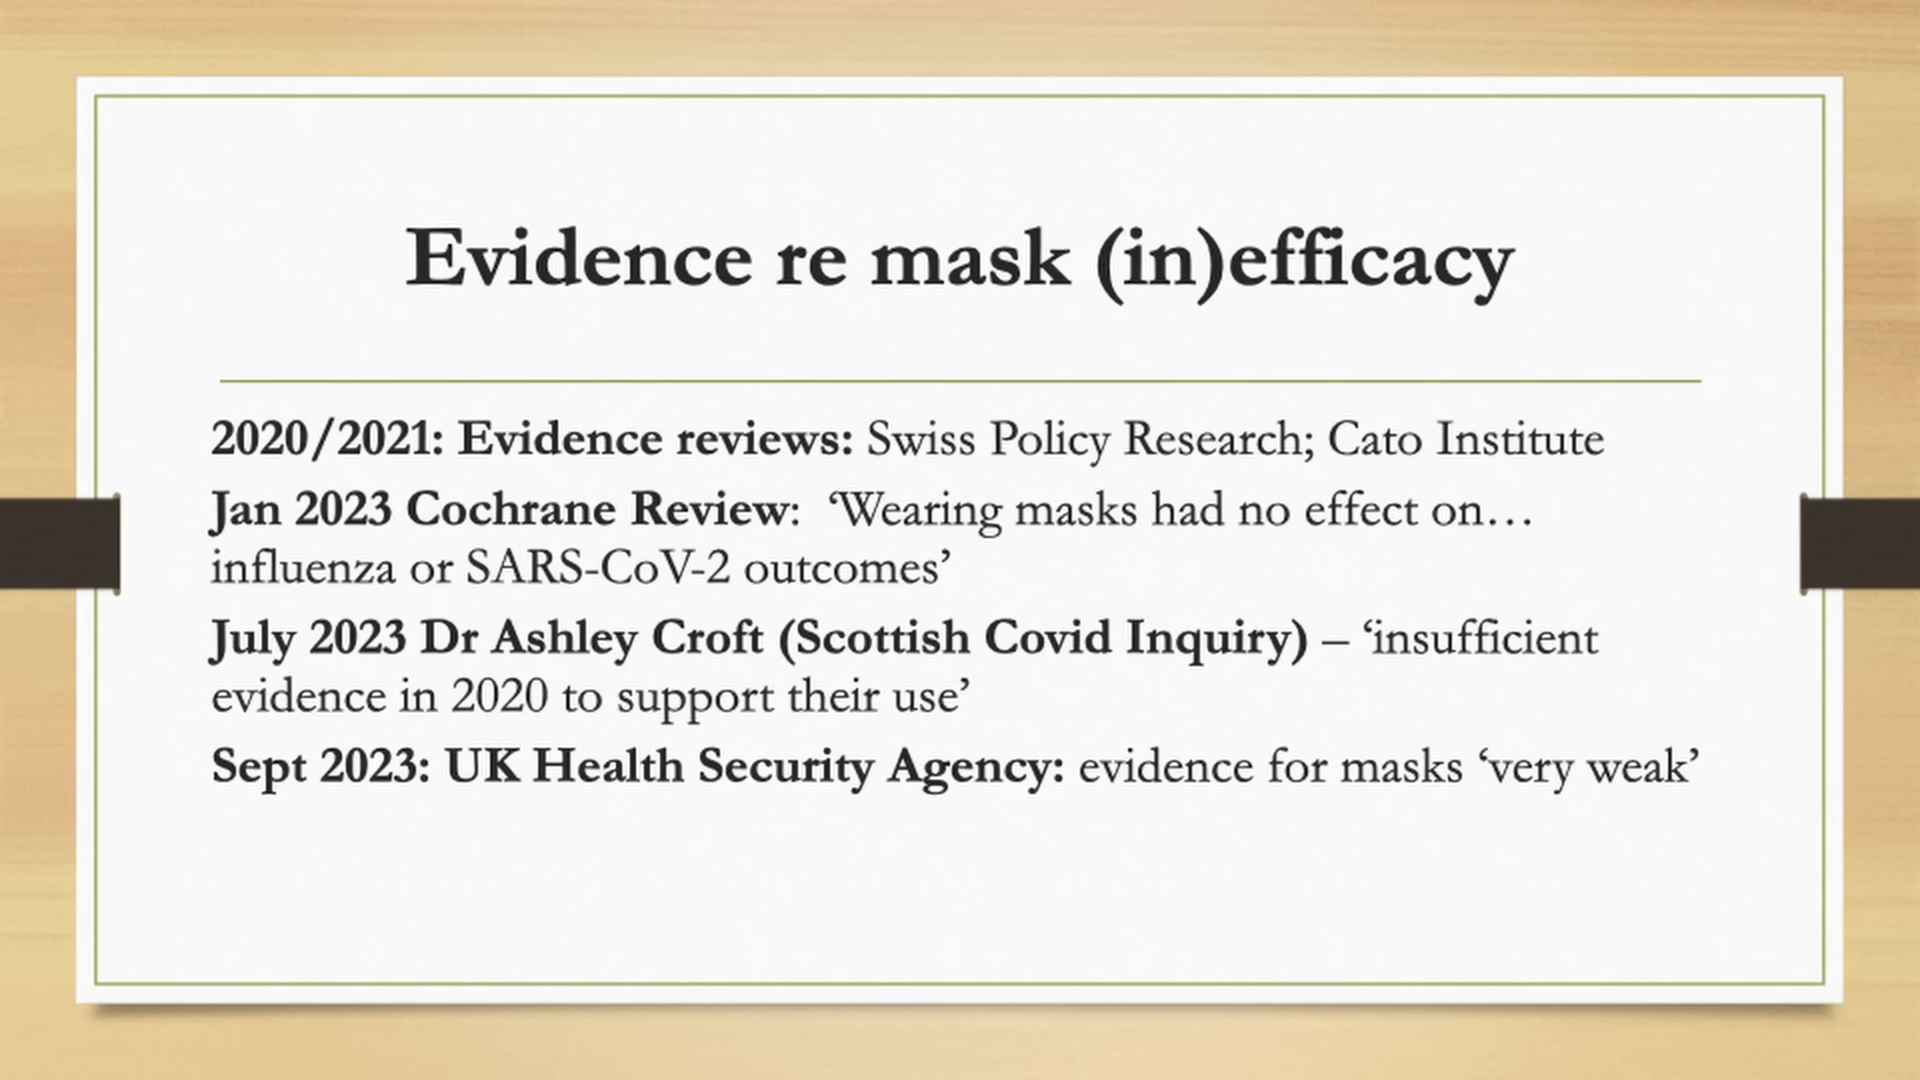 Evidence re mask (in)efficacy
2020/2021: Evidence reviews: Swiss Policy Research; Cato Institute
Jan 2023 Cochrane Review:  ‘Wearing masks had no effect on…
influenza or SARS-CoV-2 outcomes’
July 2023 Dr Ashley Croft (Scottish Covid Inquiry) – ‘insufficient
evidence in 2020 to support their use’
Sept 2023: UK Health Security Agency: evidence for masks ‘very weak’